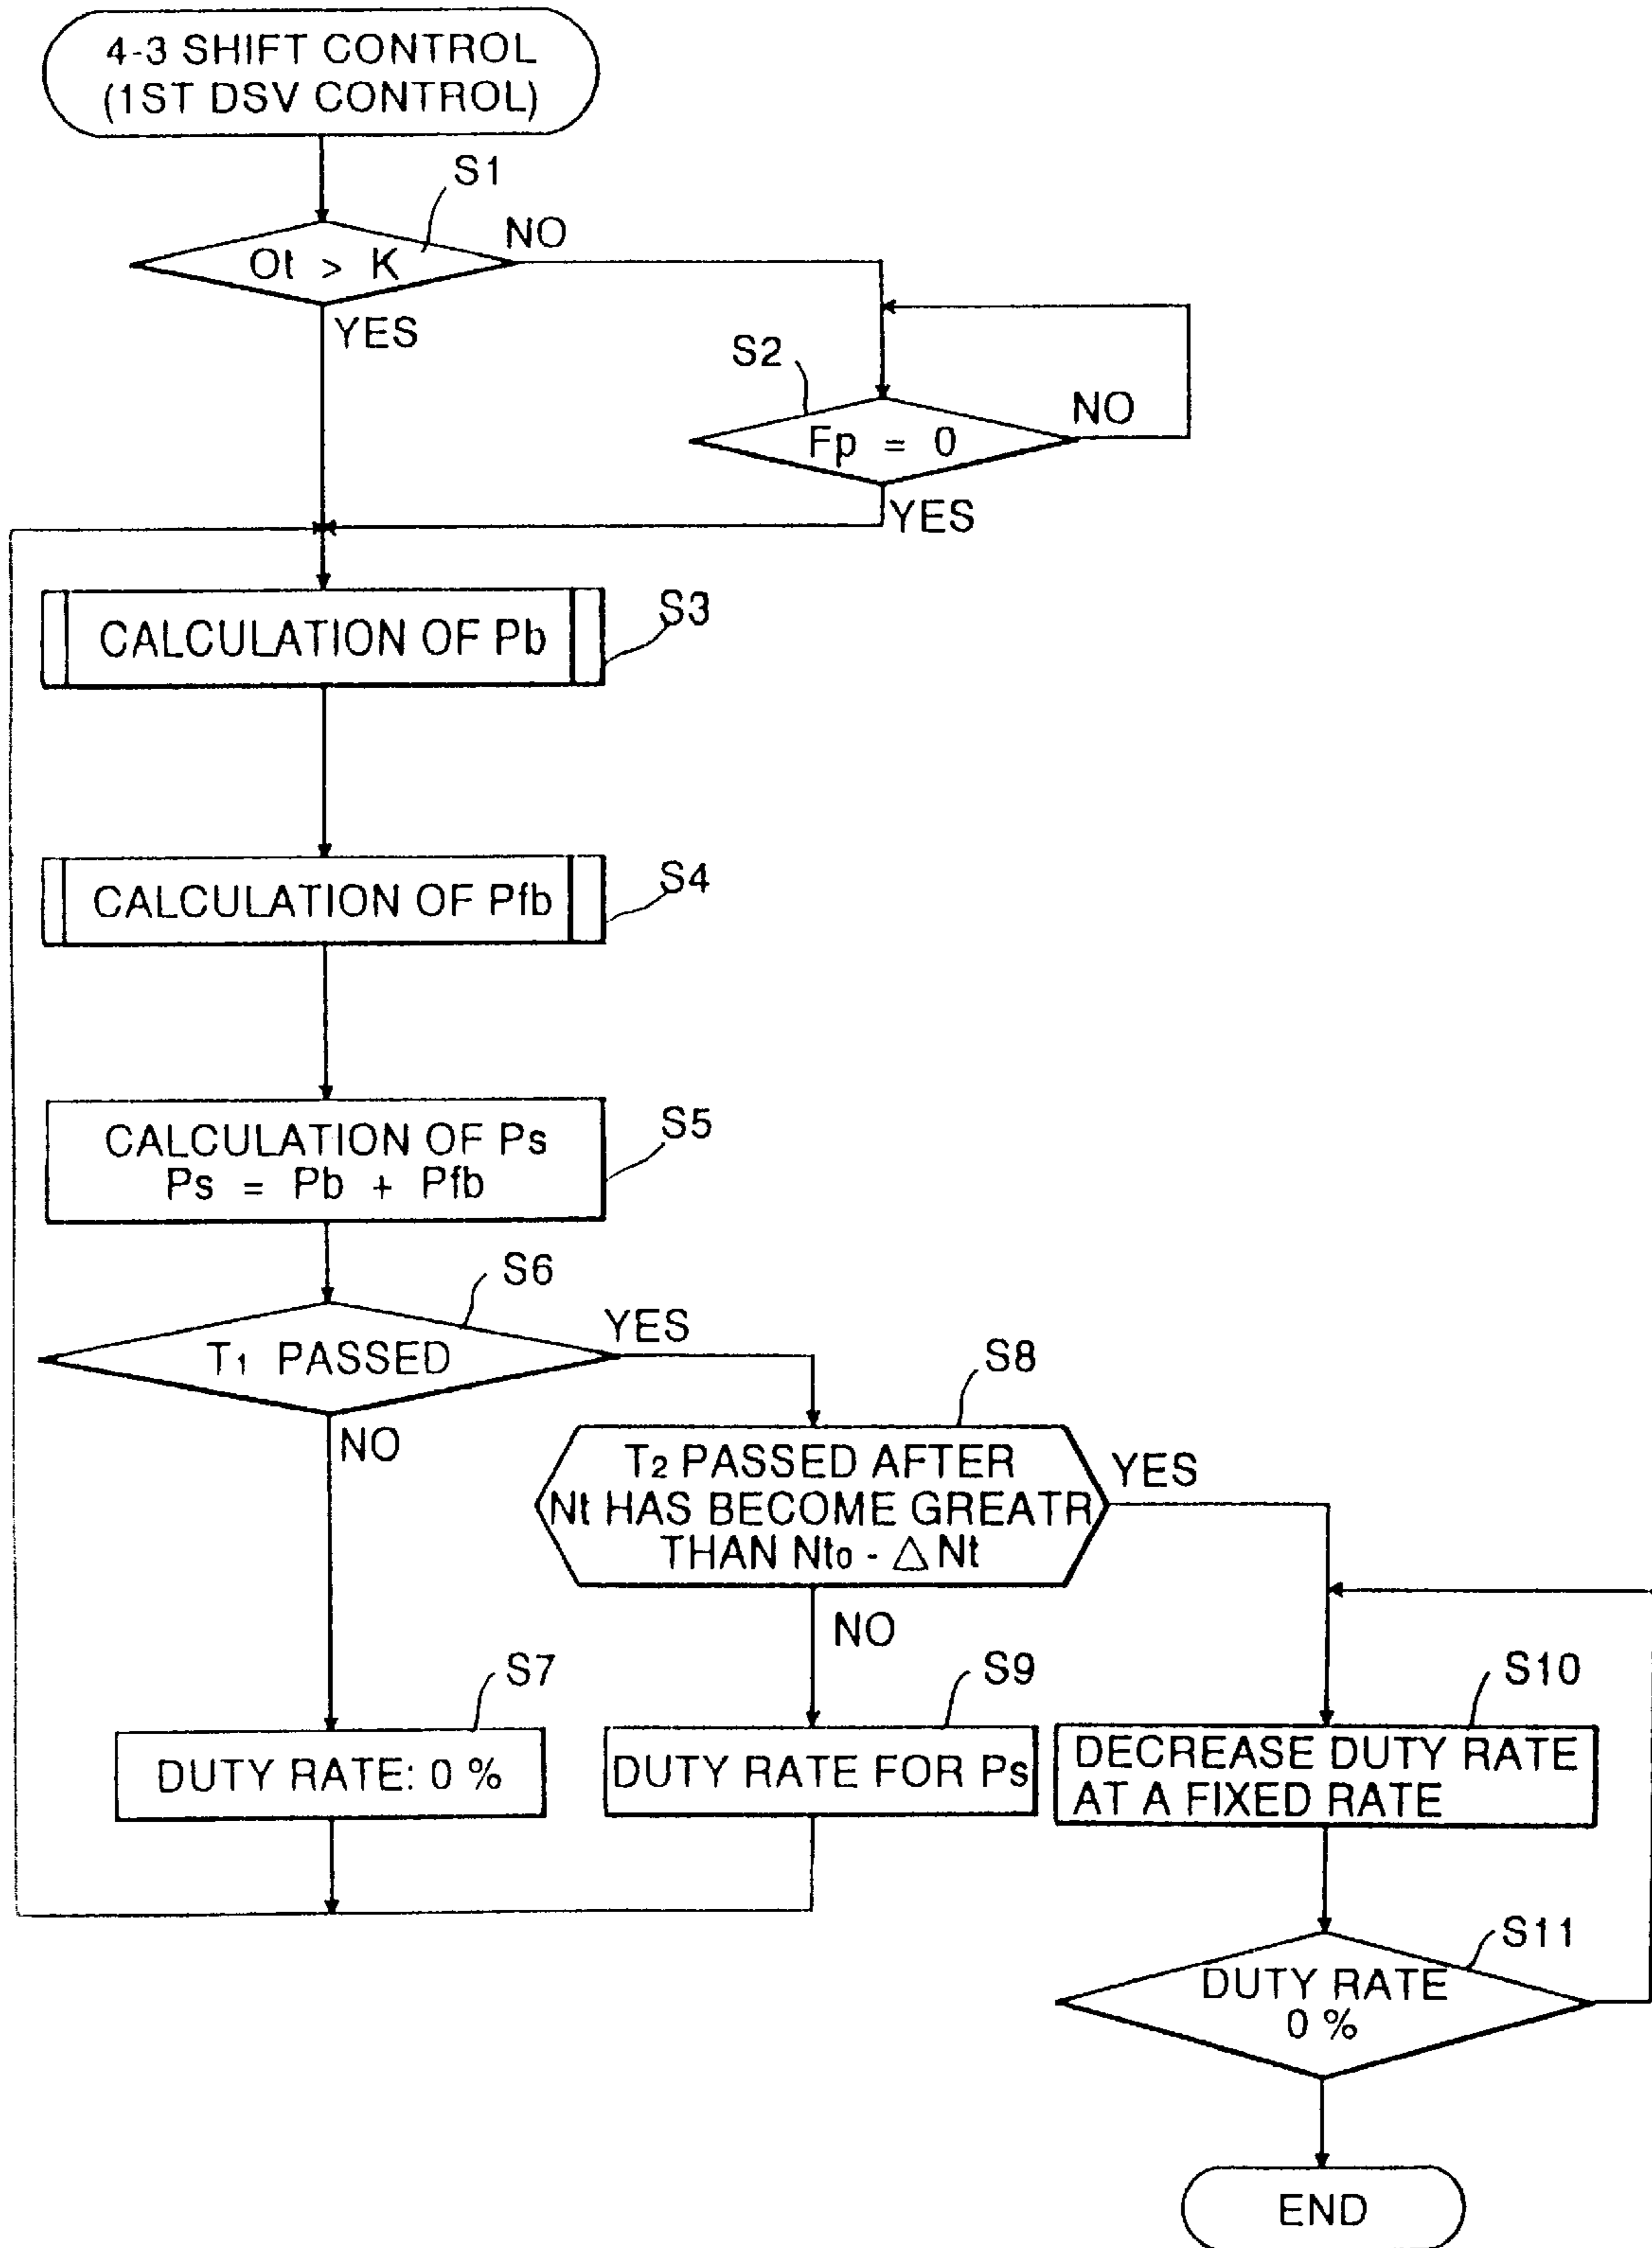 4-3 SHIFT CONTROL
(1ST DSV CONTROL)
S1
Ot > K
NO
YES
S2
Fp = 0
NO
YES
CALCULATION OF Pb
S3
CALCULATION OF Pfb
S4
CALCULATION OF Ps
Ps = Pb + Pfb
S5
S6
T1 PASSED
YES
NO
S8
T2 PASSED AFTER
Nt HAS BECOME GREATR
THAN Nt0 - △Nt
YES
NO
S7
DUTY RATE: 0 %
S9
DUTY RATE FOR Ps
S10
DECREASE DUTY RATE
AT A FIXED RATE
S11
DUTY RATE
0 %
END